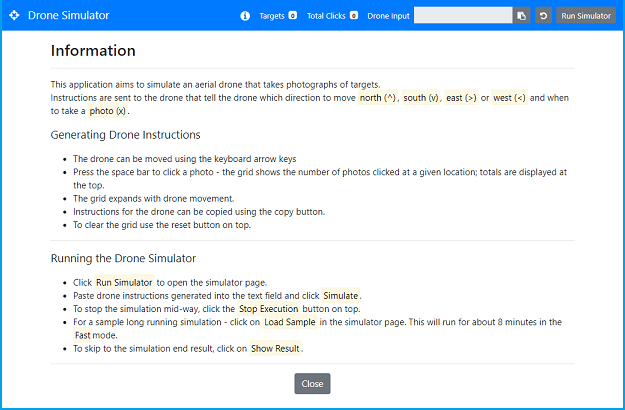 Drone Simulator Targets 0 Total Clicks 0 Drone Input Run Simulator
Information
This application aims to simulate an aerial drone that takes photographs of targets.
Instructions are sent to the drone that tell the drone which direction to move north (^), south (v), east (>) or west (<) and when
to take a photo (x).
Generating Drone Instructions
• The drone can be moved using the keyboard arrow keys
• Press the space bar to click a photo - the grid shows the number of photos clicked at a given location; totals are displayed at
the top.
• The grid expands with drone movement.
• Instructions for the drone can be copied using the copy button.
• To clear the grid use the reset button on top.
Running the Drone Simulator
• Click Run Simulator to open the simulator page.
• Paste drone instructions generated into the text field and click Simulate.
• To stop the simulation mid-way, click the Stop Execution button on top.
• For a sample long running simulation - click on Load Sample in the simulator page. This will run for about 8 minutes in the
Fast mode.
• To skip to the simulation end result, click on Show Result.
Close